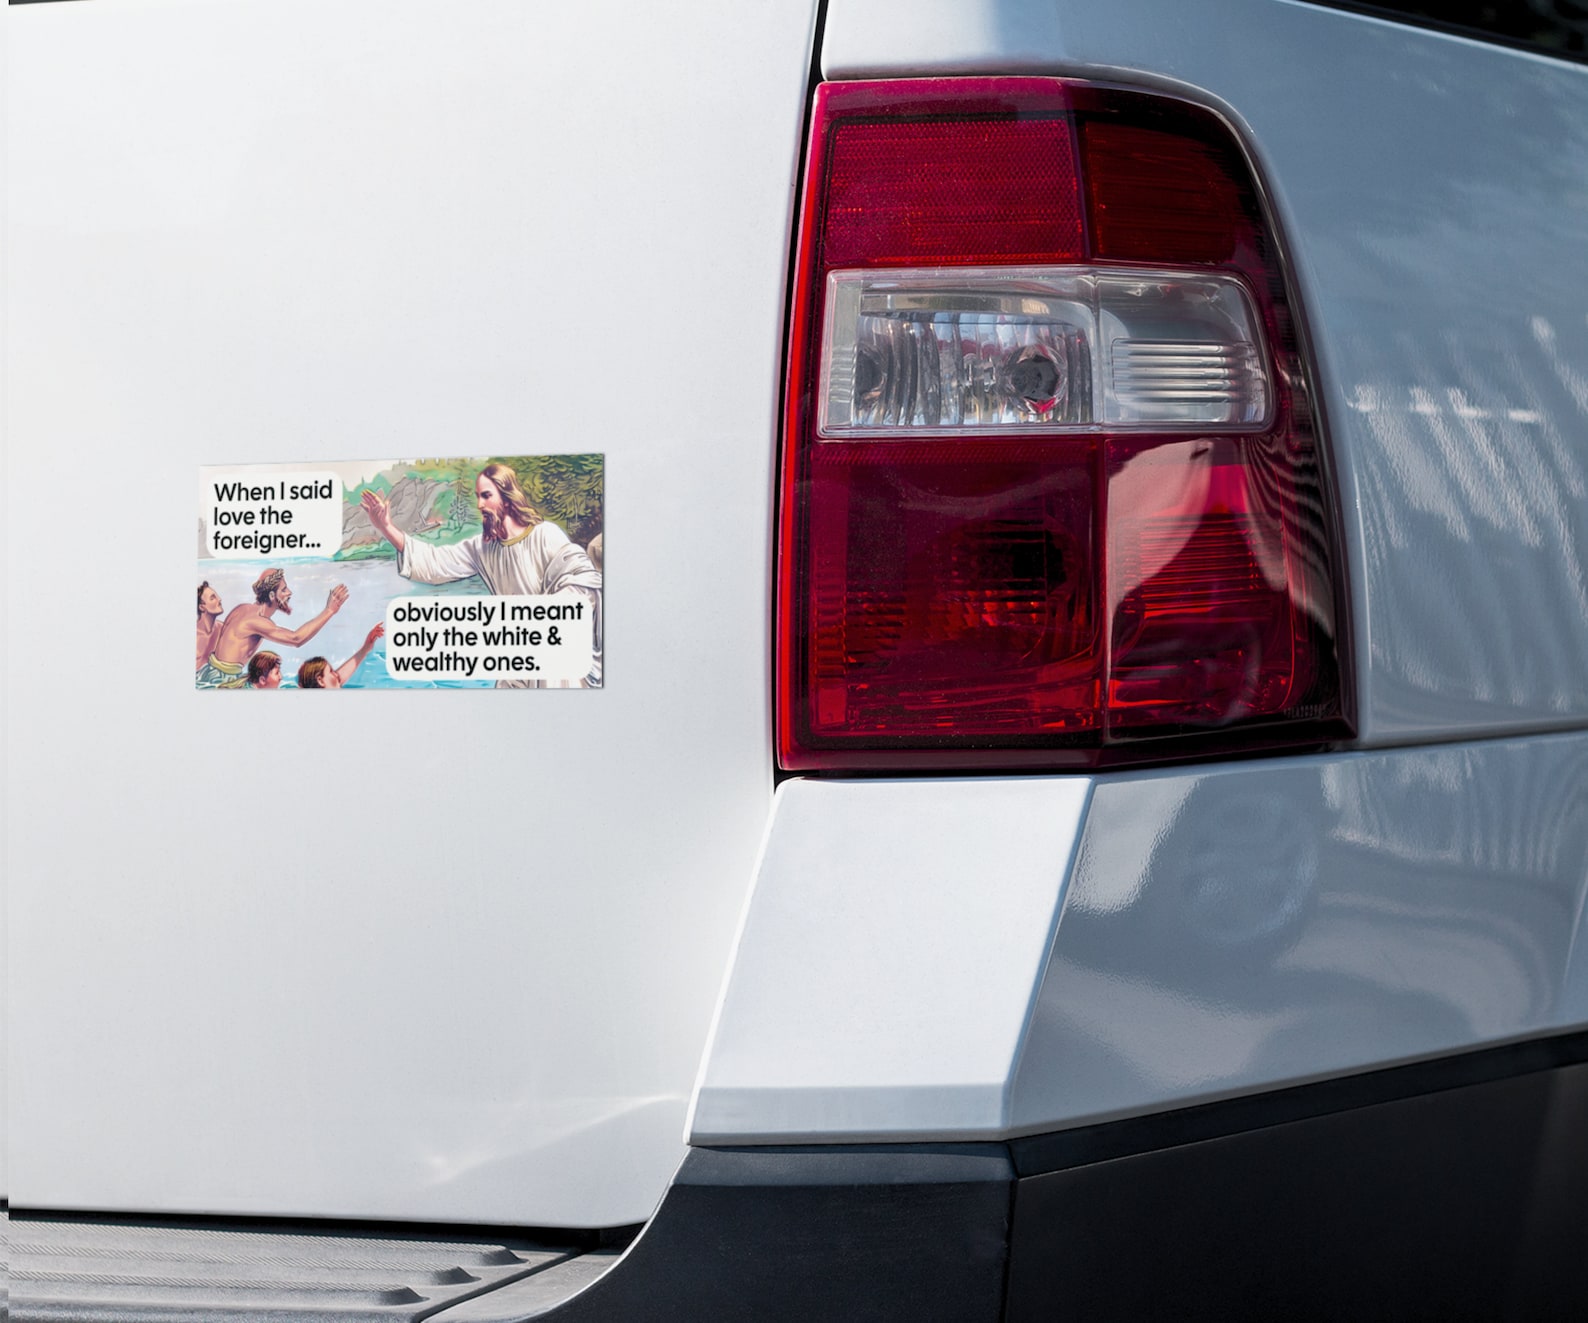 When I said
love the
foreigner...
obviously I meant
only the white &
wealthy ones.